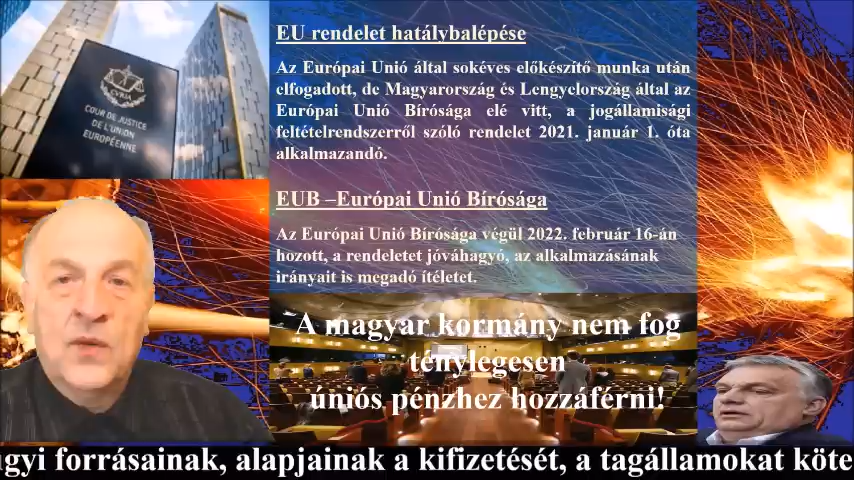 CVRIA
COUR DE JUSTICE
DE L'UNION
EUROPÉENNE
EU rendelet hatálybalépése
Az Európai Unió által sokéves előkészítő munka után
elfogadott, de Magyarország és Lengyelország által az
Európai Unió Bírósága elé vitt, a jogállamisági
feltételrendszerről szóló rendelet 2021. január 1. óta
alkalmazandó.
EUB –Európai Unió Bírósága
Az Európai Unió Bírósága végül 2022. február 16-án
hozott, a rendeletet jóváhagyó, az alkalmazásának
irányait is megadó ítéletet.
A magyar kormány nem fog
ténylegesen
úniós pénzhez hozzáférni!
ügyi forrásainak, alapjainak a kifizetését, a tagállamokat köte